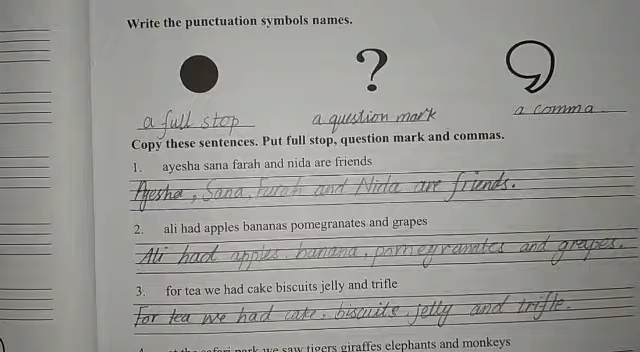 Write the punctuation symbols names.
? ,
a full stop a question mark a comma
Copy these sentences. Put full stop, question mark and commas.
1. ayesha sana farah and nida are friends
Ayesha, Sana, Farah and Nida are friends.
2. ali had apples bananas pomegranates and grapes
Ali had apples, banana, pomegranates and grapes.
3. for tea we had cake biscuits jelly and trifle
For tea we had cake, biscuits, jelly and trifle.
safari park we saw tigers giraffes elephants and monkeys